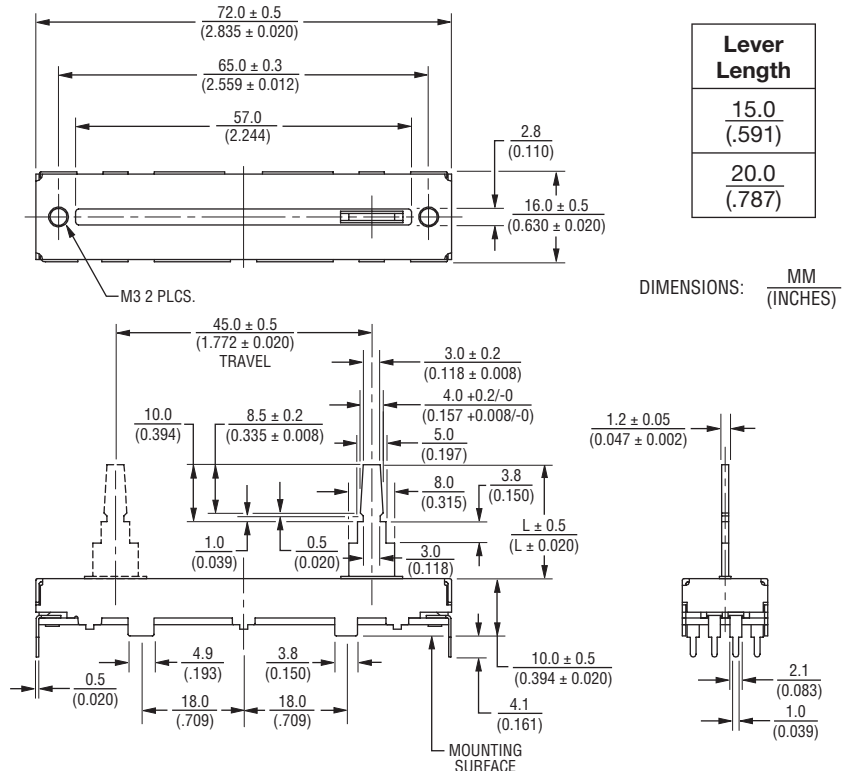 72.0 ± 0.5
(2.835 ± 0.020)
65.0 ± 0.3
(2.559 ± 0.012)
57.0
(2.244)
2.8
(0.110)
16.0 ± 0.5
(0.630 ± 0.020)
M3 2 PLCS.
Lever
Length
15.0
(.591)
20.0
(.787)
DIMENSIONS: MM
(INCHES)
45.0 ± 0.5
(1.772 ± 0.020)
TRAVEL
3.0 ± 0.2
(0.118 ± 0.008)
4.0 +0.2/-0
(0.157 +0.008/-0)
10.0
(0.394)
8.5 ± 0.2
(0.335 ± 0.008)
5.0
(0.197)
8.0
(0.315)
3.8
(0.150)
1.2 ± 0.05
(0.047 ± 0.002)
L ± 0.5
(L ± 0.020)
1.0
(0.039)
0.5
(0.020)
3.0
(0.118)
0.5
(0.020)
4.9
(.193)
3.8
(0.150)
10.0 ± 0.5
(0.394 ± 0.020)
18.0
(.709)
18.0
(.709)
4.1
(0.161)
2.1
(0.083)
1.0
(0.039)
MOUNTING
SURFACE